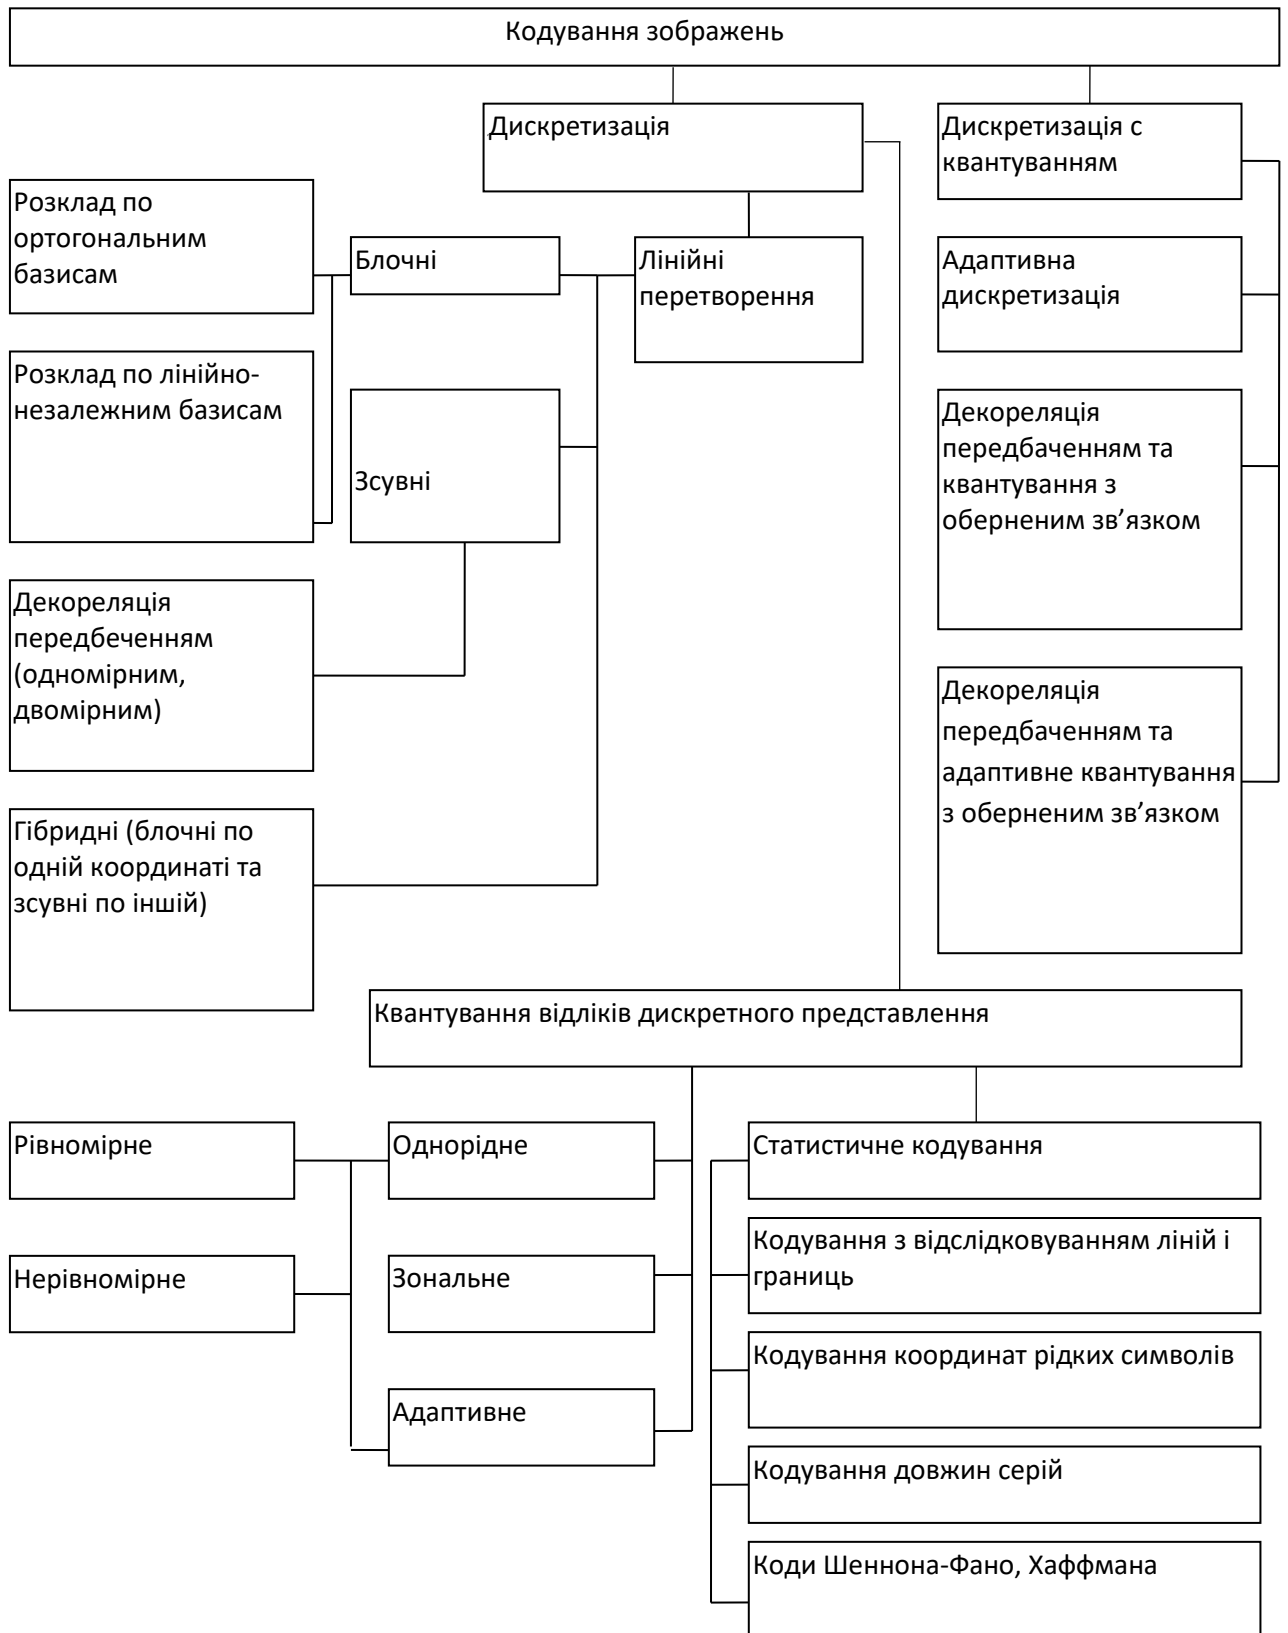 Кодування зображень
Дискретизація
Дискретизація с
квантуванням
Розклад по
ортогональним
базисам
Блочні
Лінійні
перетворення
Адаптивна
дискретизація
Розклад по лінійно-
незалежним базисам
Зсувні
Декореляція
передбаченням та
квантування з
оберненим зв’язком
Декореляція
передбеченням
(одномірним,
двомірним)
Декореляція
передбаченням та
адаптивне квантування
з оберненим зв’язком
Гібридні (блочні по
одній координаті та
зсувні по іншій)
Квантування відліків дискретного представлення
Рівномірне
Однорідне
Статистичне кодування
Кодування з відслідковуванням ліній і
границь
Нерівномірне
Зональне
Кодування координат рідких символів
Адаптивне
Кодування довжин серій
Коди Шеннона-Фано, Хаффмана